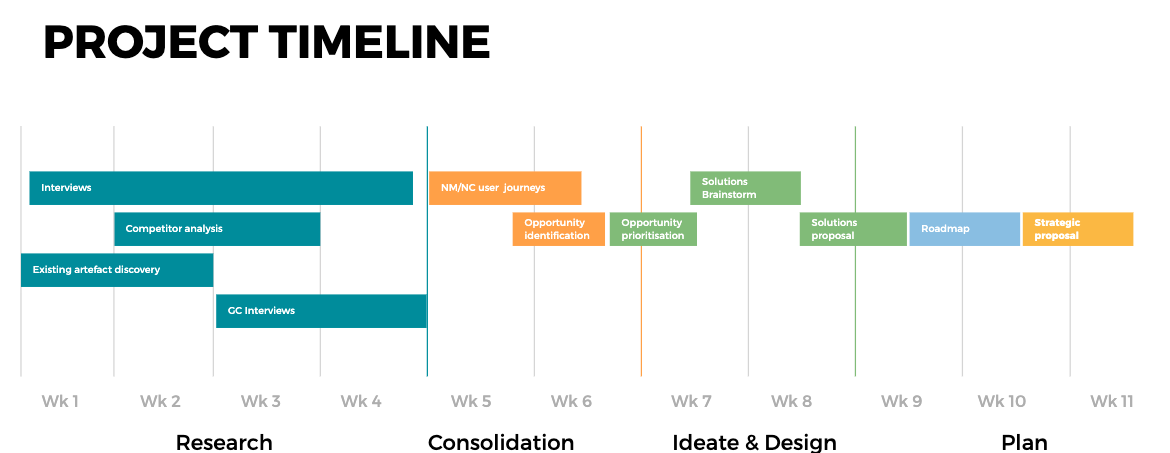 PROJECT TIMELINE
Interviews
NM/NC user journeys
Solutions
Brainstorm
Competitor analysis
Opportunity
identification
Opportunity
prioritisation
Solutions
proposal
Roadmap
Strategic
proposal
Existing artefact discovery
GC Interviews
Wk 1
Wk 2
Wk 3
Wk 4
Wk 5
Wk 6
Wk 7
Wk 8
Wk 9
Wk 10
Wk 11
Research
Consolidation
Ideate & Design
Plan